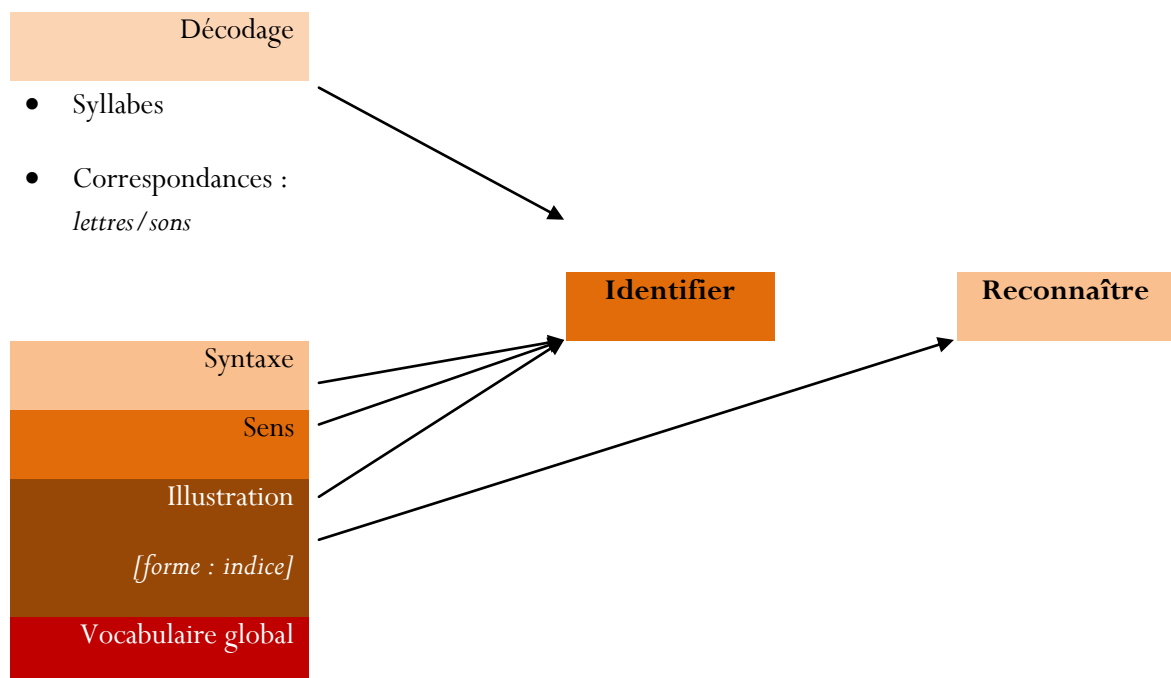 Décodage
• Syllabes
• Correspondances :
lettres/sons
Identifier
Reconnaître
Syntaxe
Sens
Illustration
[forme : indice]
Vocabulaire global